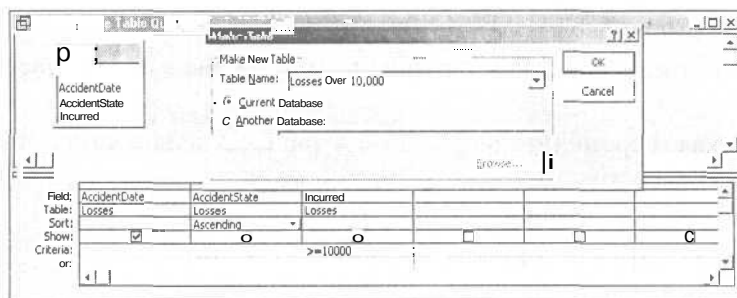 Make Table
Make New Table
Table Name: Losses Over 10,000
Current Database
Another Database:
OK
Cancel
Browse...
AccidentDate
AccidentState
Incurred
Field: AccidentDate AccidentState Incurred
Table: Losses Losses Losses
Sort: Ascending
Show:
Criteria: >=10000
or: